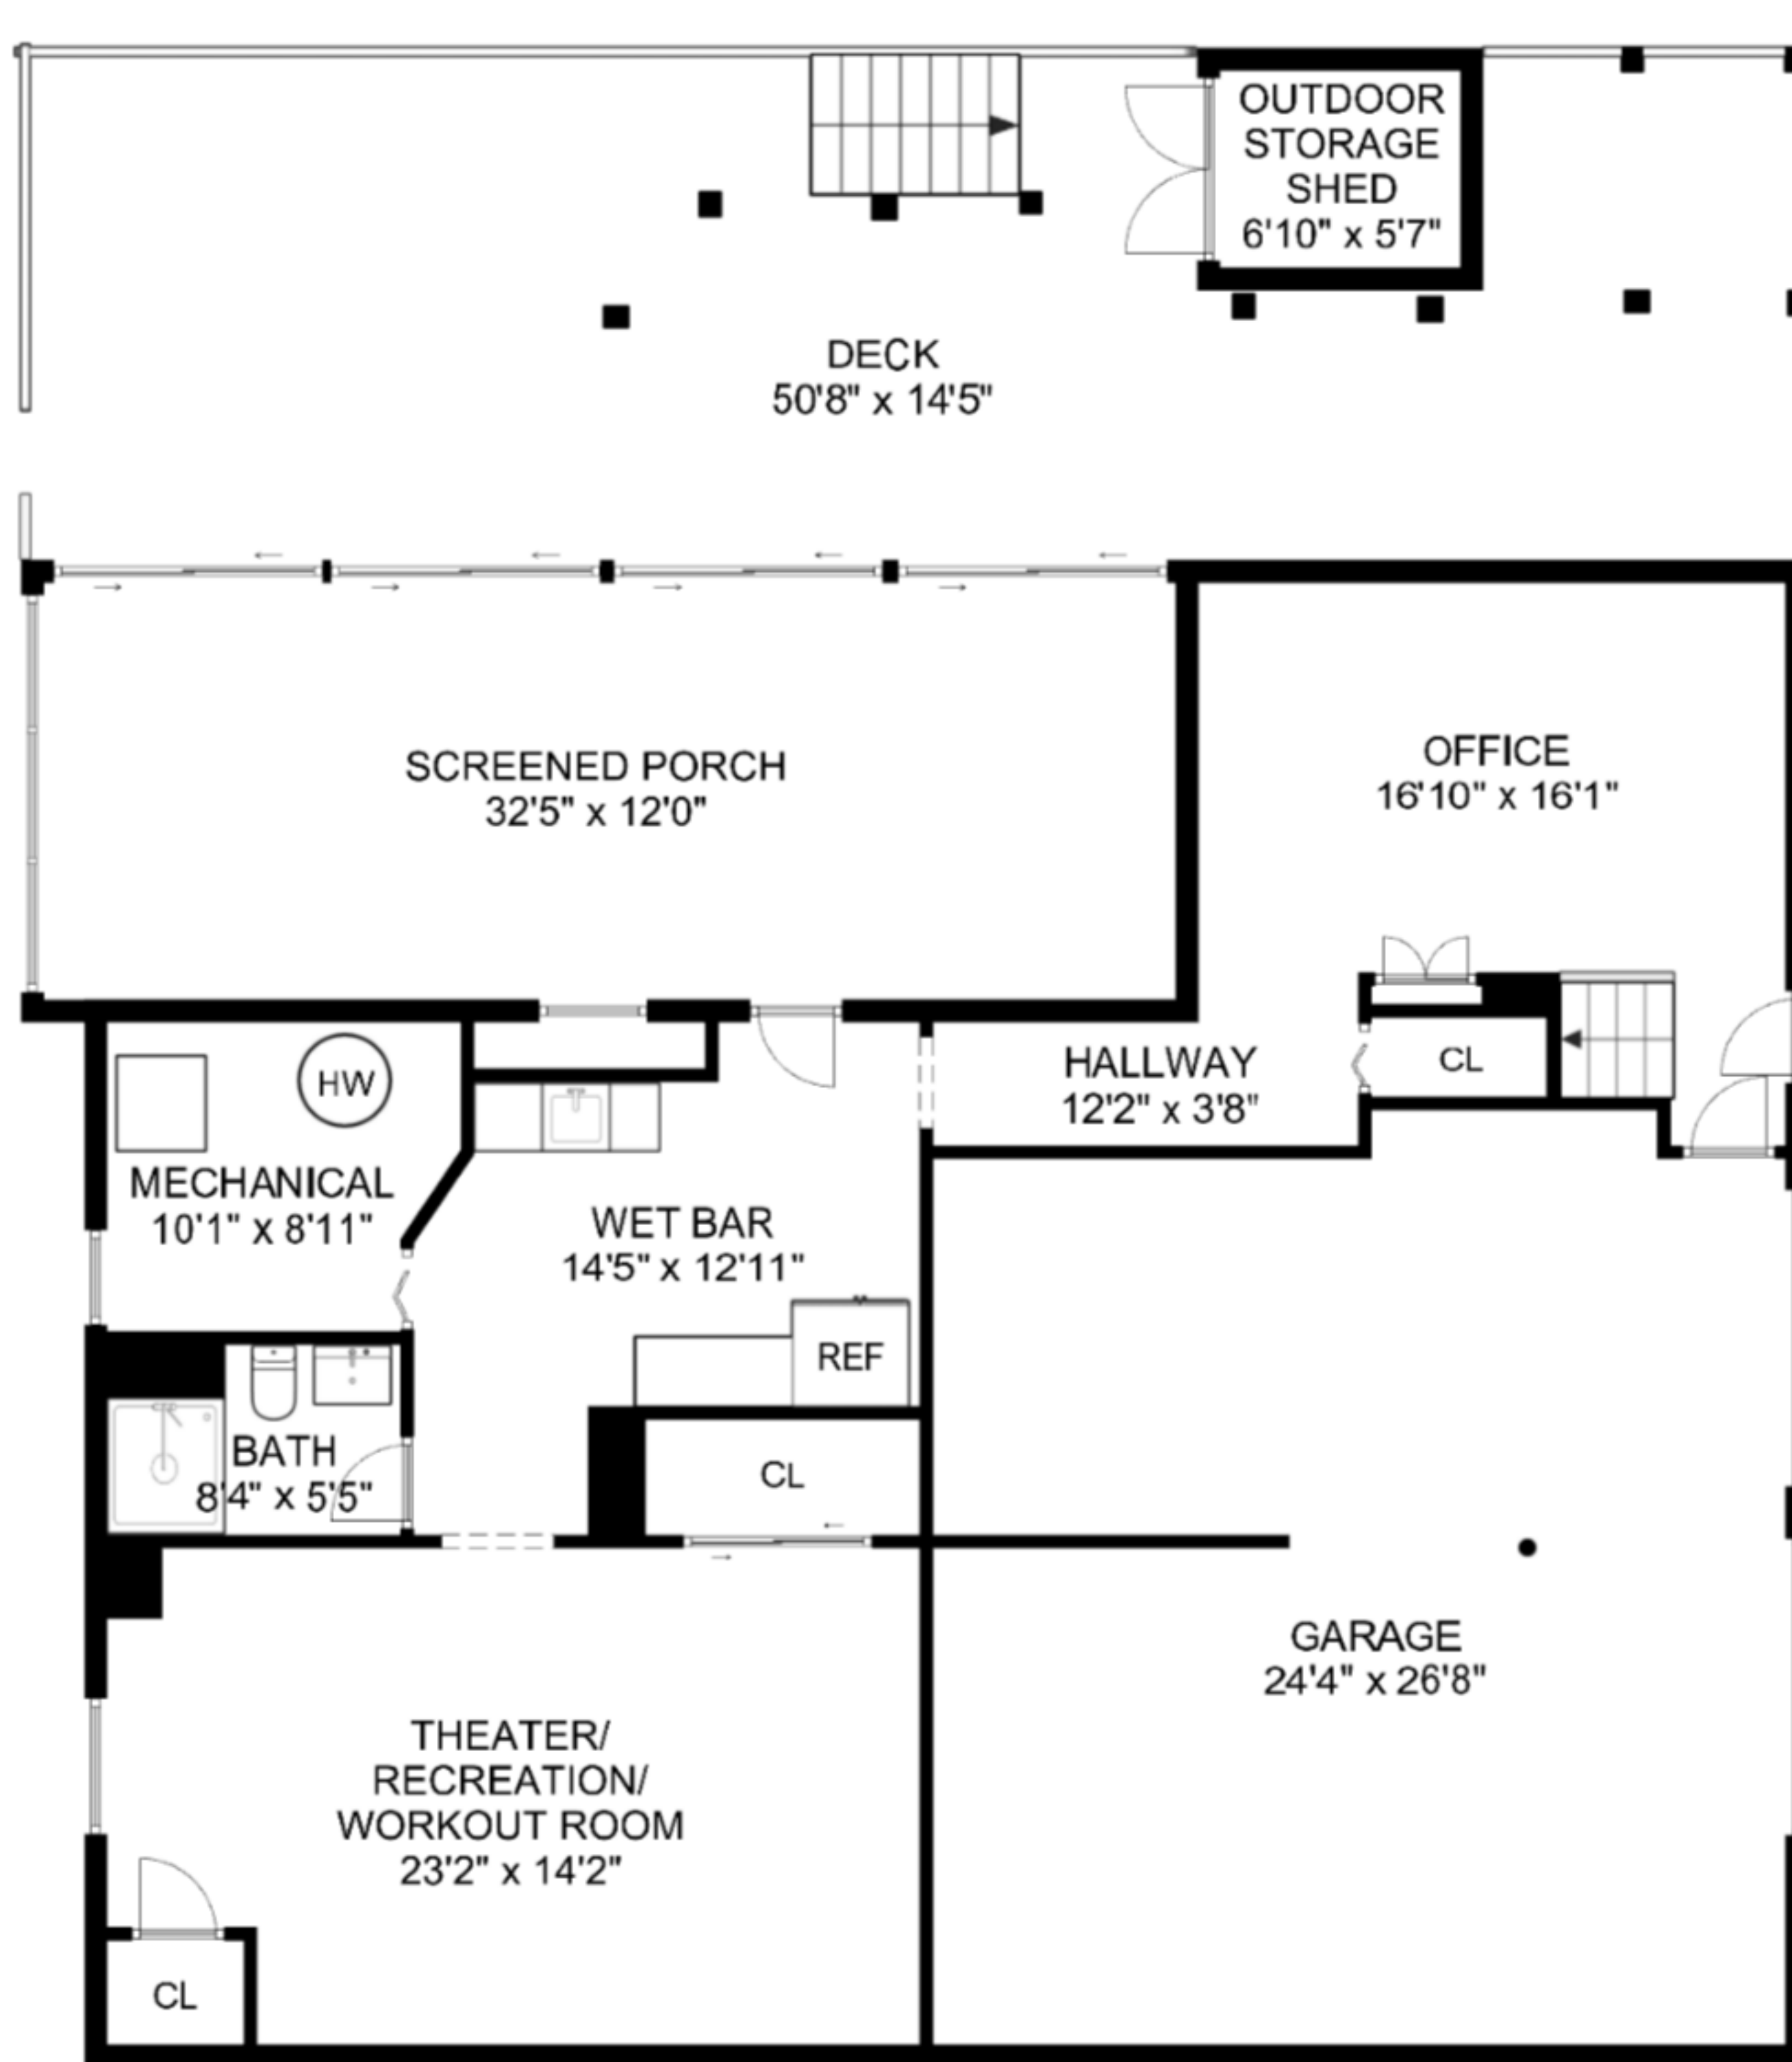 OUTDOOR
STORAGE
SHED
6'10" x 5'7"
DECK
50'8" x 14'5"
SCREENED PORCH
32'5" x 12'0"
OFFICE
16'10" x 16'1"
HW
MECHANICAL
10'1" x 8'11"
HALLWAY
12'2" x 3'8"
CL
WET BAR
14'5" x 12'11"
REF
BATH
8'4" x 5'5"
CL
GARAGE
24'4" x 26'8"
THEATER/
RECREATION/
WORKOUT ROOM
23'2" x 14'2"
CL